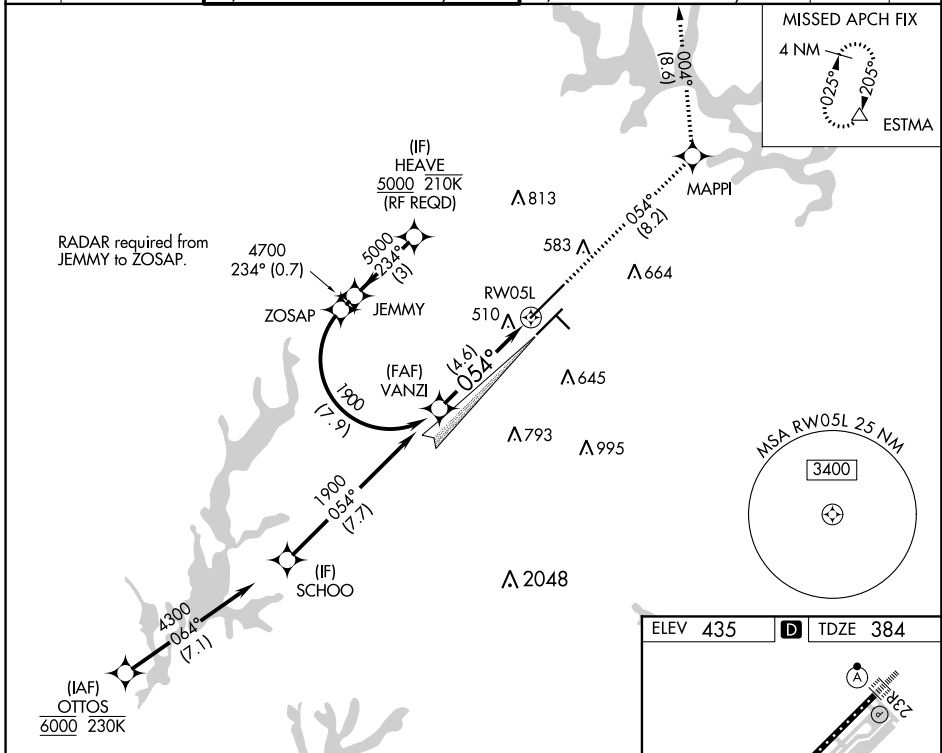 MISSED APCH FIX
4 NM
025°
205°
ESTMA
004°
(8.6)
MAPPI
054°
(8.2)
(IF)
HEAVE
5000 210K
(RF REQD)
813
583
664
RADAR required from
JEMMY to ZOSAP.
4700
234° (0.7)
5000
234°
(3)
ZOSAP
JEMMY
RW05L
510
(FAF)
VANZI
(4.6)
054°
1900
(7.9)
645
793
995
MSA RW05L 25 NM
3400
1900
054°
(7.7)
(IF)
SCHOO
2048
4300
064°
(7.1)
(IAF)
OTTOS
6000 230K
ELEV 435 D TDZE 384
A
P
23R